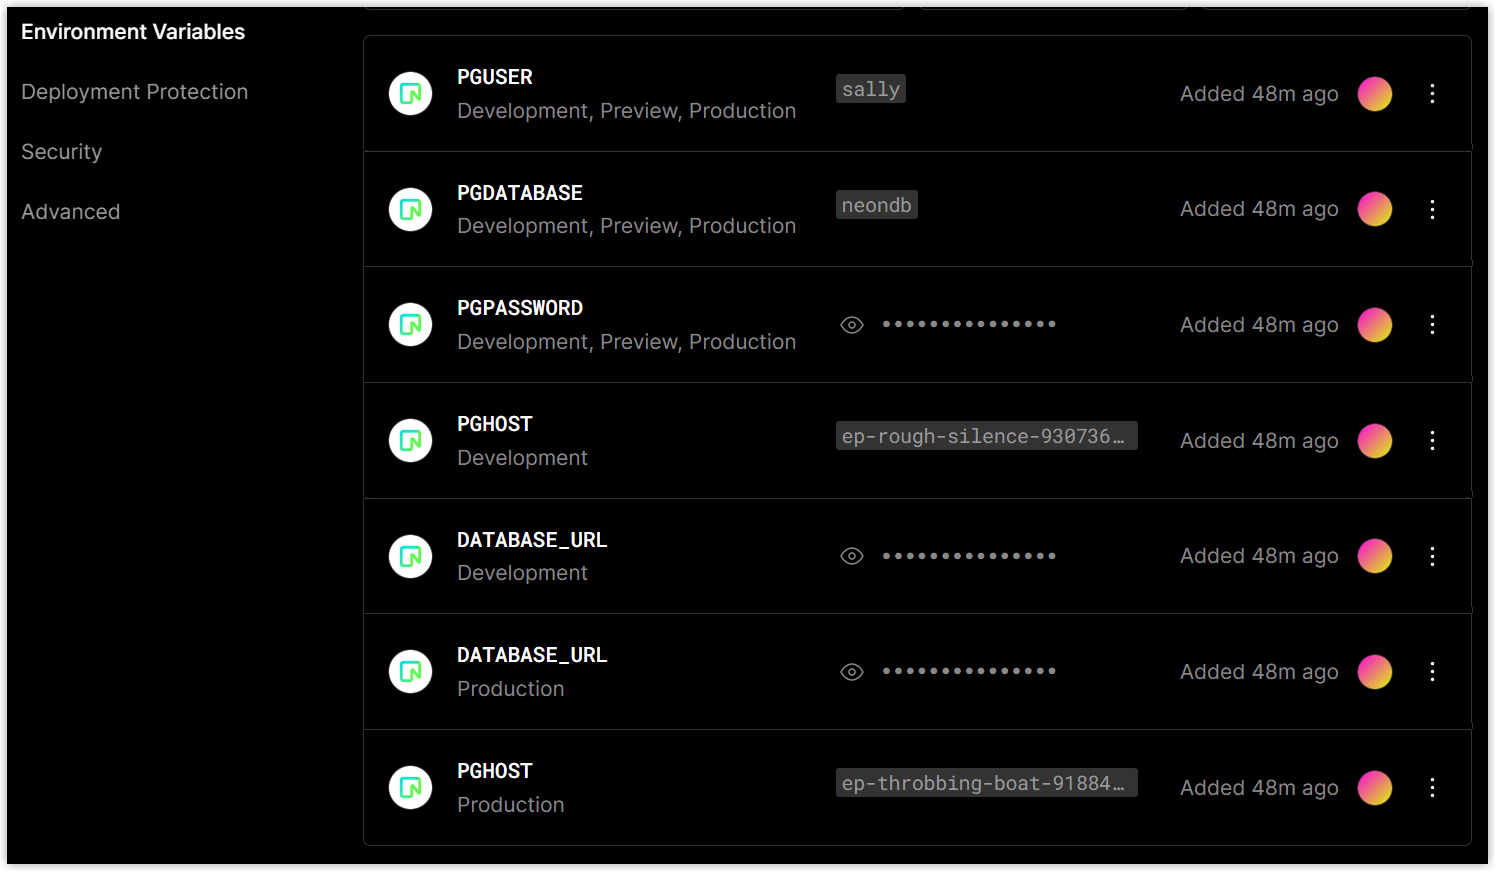 Environment Variables
Deployment Protection
Security
Advanced
PGUSER
Development, Preview, Production
sally
Added 48m ago
PGDATABASE
Development, Preview, Production
neondb
Added 48m ago
PGPASSWORD
Development, Preview, Production
•••••••••••••••
Added 48m ago
PGHOST
Development
ep-rough-silence-930736…
Added 48m ago
DATABASE_URL
Development
•••••••••••••••
Added 48m ago
DATABASE_URL
Production
•••••••••••••••
Added 48m ago
PGHOST
Production
ep-throbbing-boat-91884…
Added 48m ago